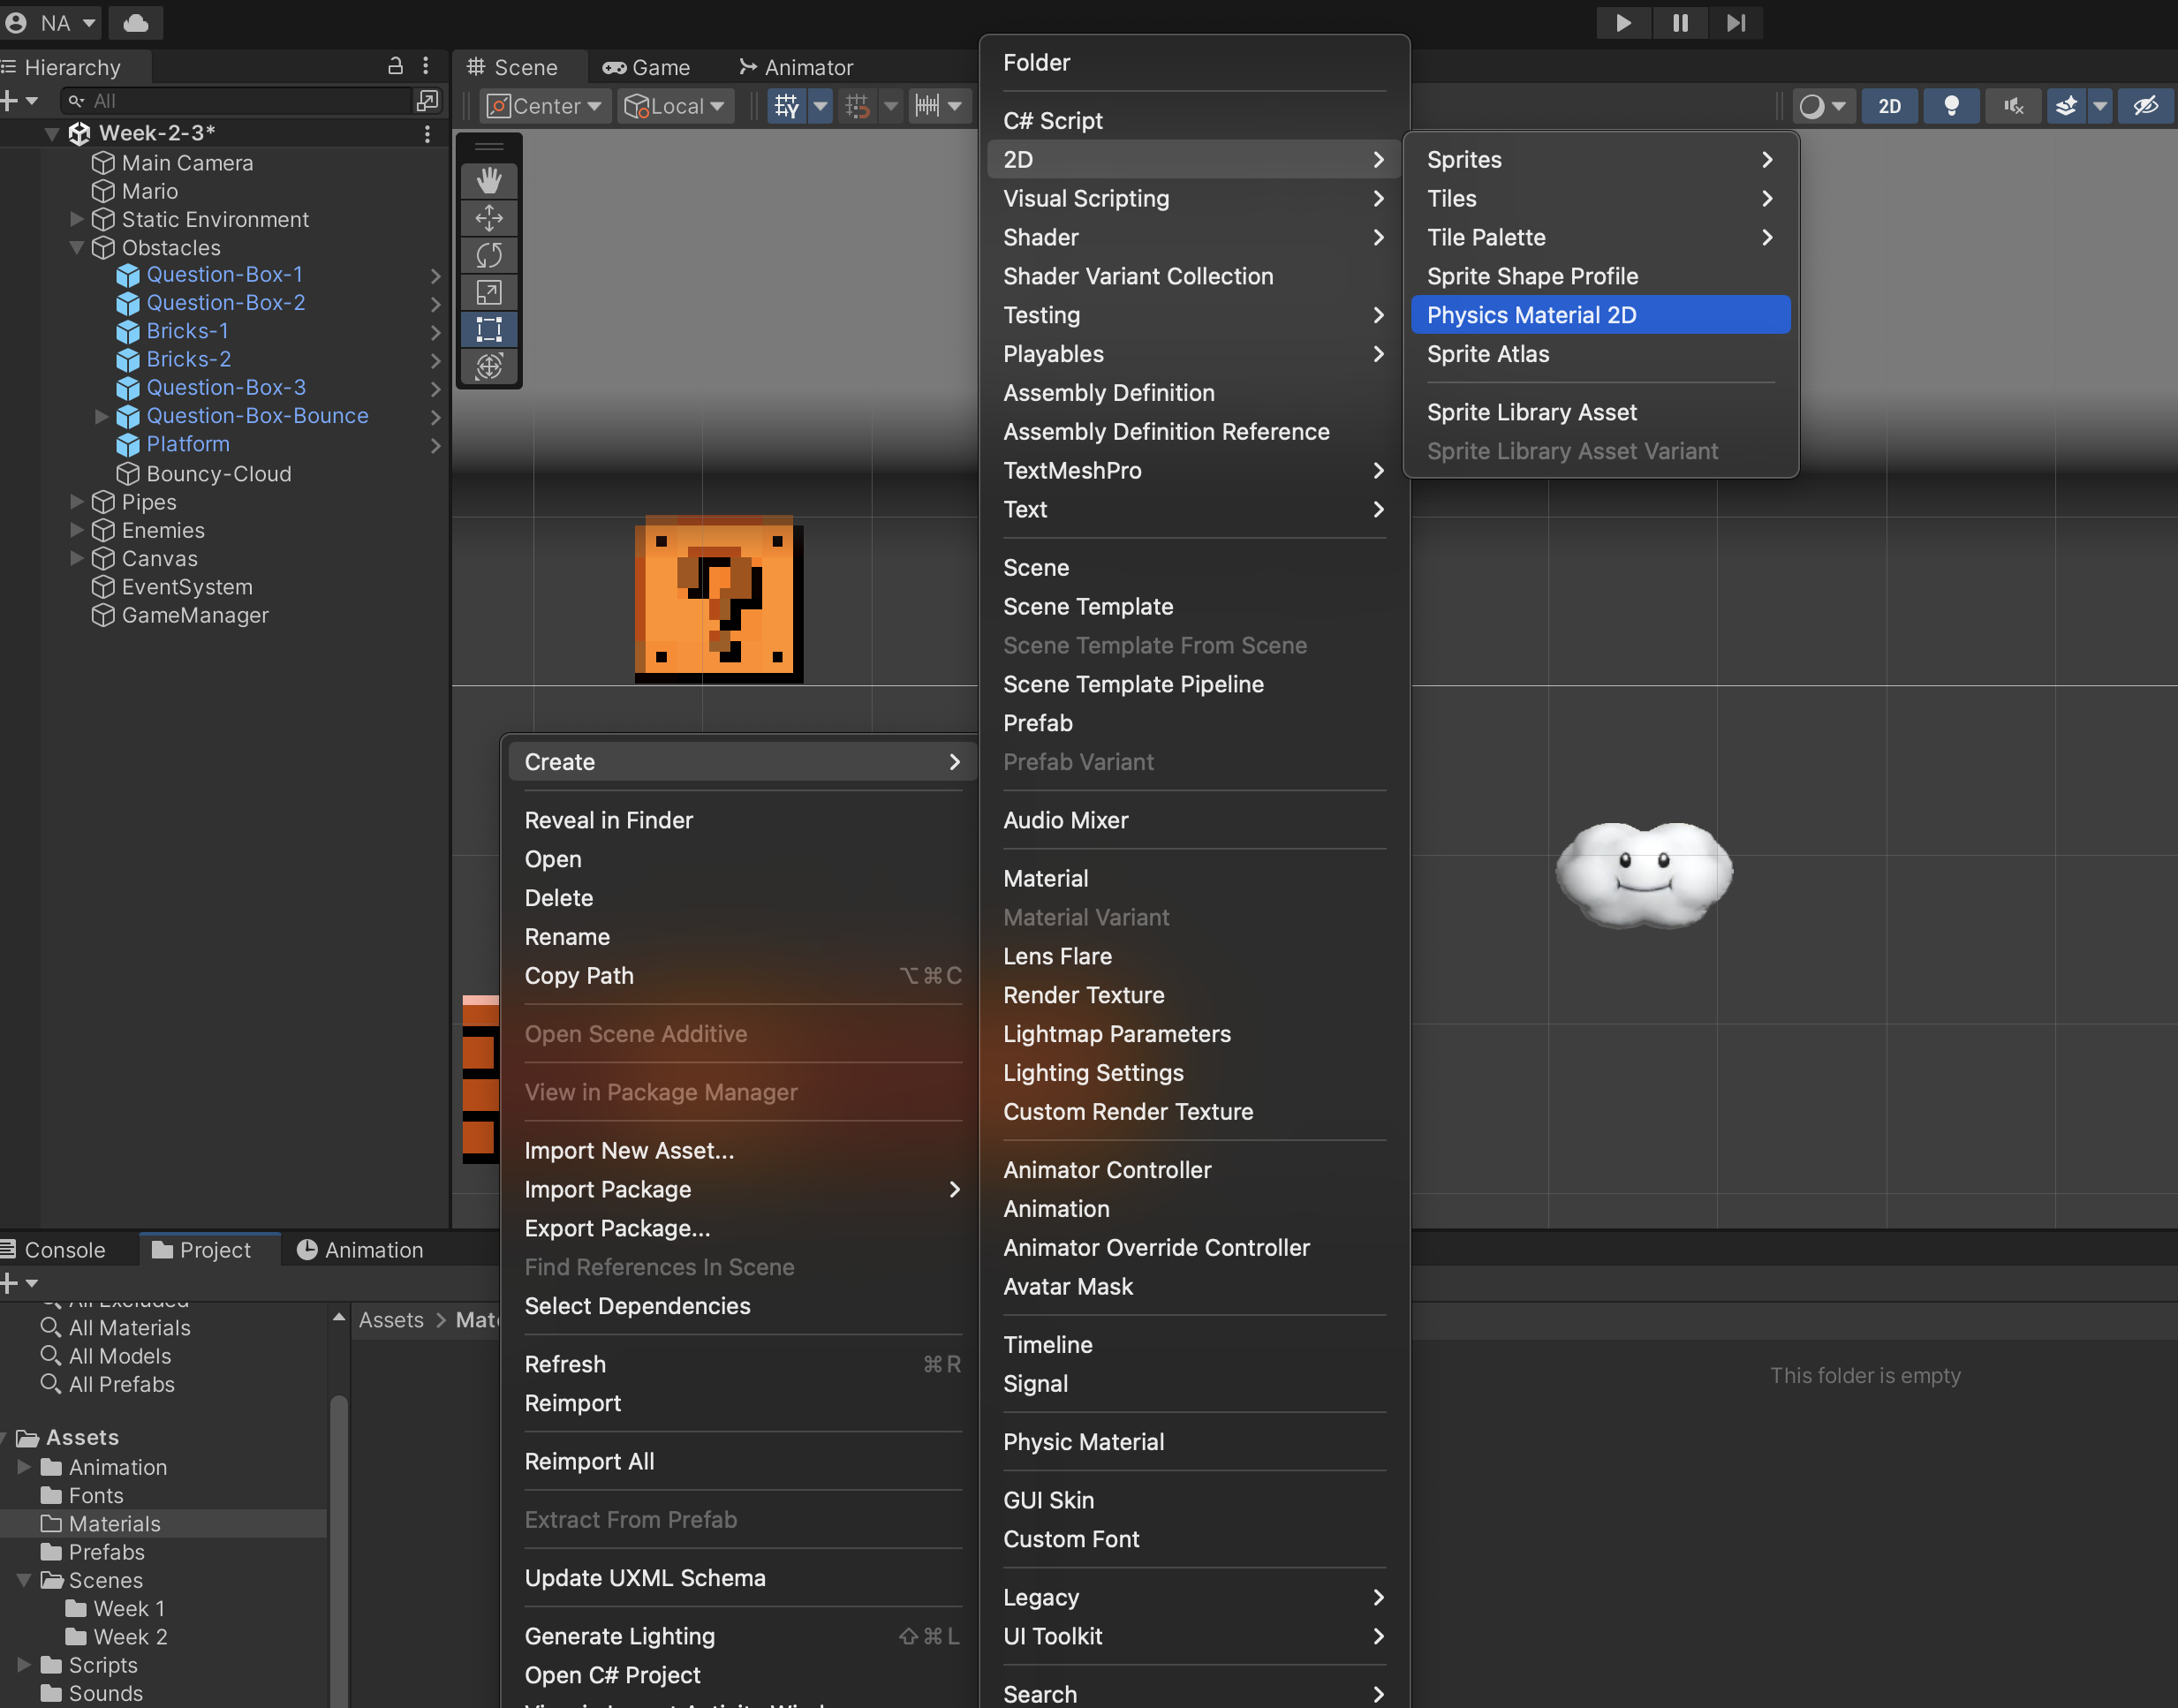 NA
Hierarchy
All
Week-2-3*
Main Camera
Mario
Static Environment
Obstacles
Question-Box-1
Question-Box-2
Bricks-1
Bricks-2
Question-Box-3
Question-Box-Bounce
Platform
Bouncy-Cloud
Pipes
Enemies
Canvas
EventSystem
GameManager
Scene
Game
Animator
Center
Local
2D
Folder
C# Script
2D
Visual Scripting
Shader
Shader Variant Collection
Testing
Playables
Assembly Definition
Assembly Definition Reference
TextMeshPro
Text
Scene
Scene Template
Scene Template From Scene
Scene Template Pipeline
Prefab
Prefab Variant
Audio Mixer
Material
Material Variant
Lens Flare
Render Texture
Lightmap Parameters
Lighting Settings
Custom Render Texture
Animator Controller
Animation
Animator Override Controller
Avatar Mask
Timeline
Signal
Physic Material
GUI Skin
Custom Font
Legacy
UI Toolkit
Search
Sprites
Tiles
Tile Palette
Sprite Shape Profile
Physics Material 2D
Sprite Atlas
Sprite Library Asset
Sprite Library Asset Variant
Create
Reveal in Finder
Open
Delete
Rename
Copy Path ⌥⌘C
Open Scene Additive
View in Package Manager
Import New Asset...
Import Package
Export Package...
Find References In Scene
Select Dependencies
Refresh ⌘R
Reimport
Reimport All
Extract From Prefab
Update UXML Schema
Generate Lighting ⇧⌘L
Open C# Project
Console
Project
Animation
All Excluded
All Materials
All Models
All Prefabs
Assets
Animation
Fonts
Materials
Prefabs
Scenes
Week 1
Week 2
Scripts
Sounds
Assets > Mate
This folder is empty